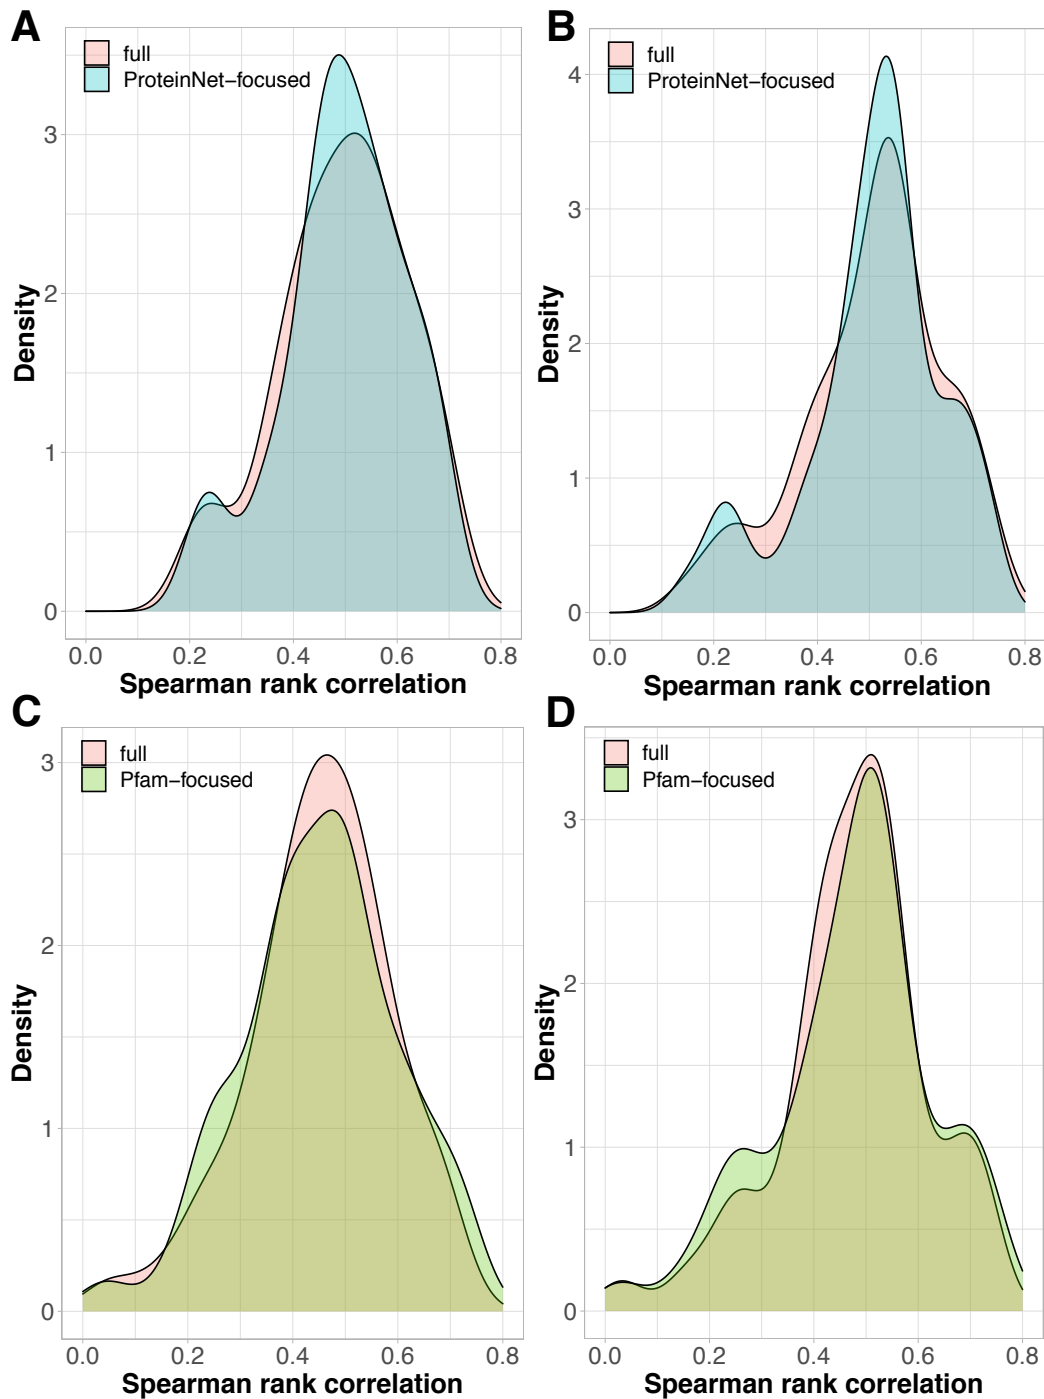 A
full
ProteinNet−focused
3
2
1
0
Density
0.0 0.2 0.4 0.6 0.8
Spearman rank correlation
B
full
ProteinNet−focused
4
3
2
1
0
Density
0.0 0.2 0.4 0.6 0.8
Spearman rank correlation
C
full
Pfam−focused
3
2
1
0
Density
0.0 0.2 0.4 0.6 0.8
Spearman rank correlation
D
full
Pfam−focused
3
2
1
0
Density
0.0 0.2 0.4 0.6 0.8
Spearman rank correlation